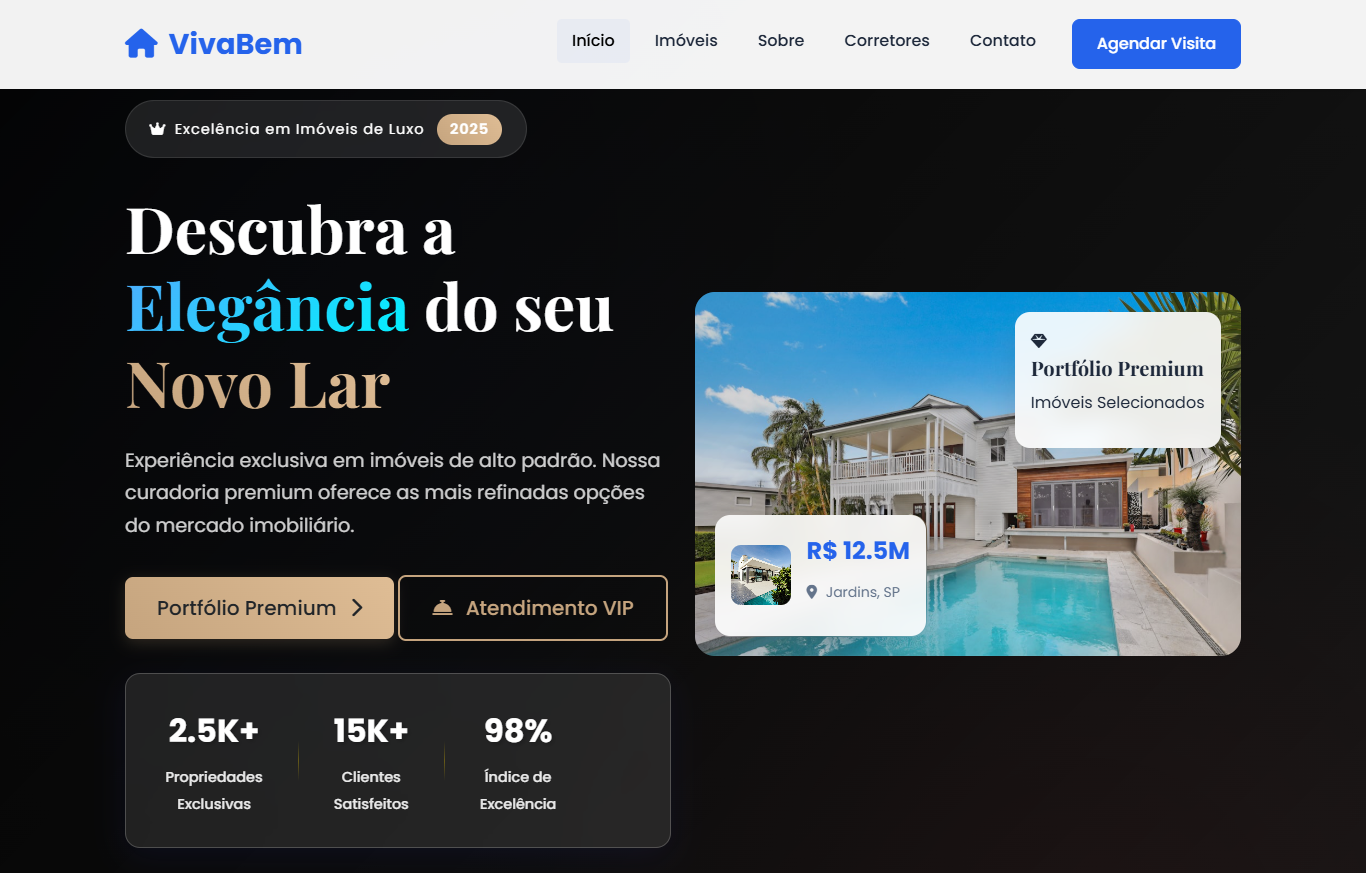 VivaBem
Início
Imóveis
Sobre
Corretores
Contato
Agendar Visita
Excelência em Imóveis de Luxo
2025
Descubra a
Elegância do seu
Novo Lar
Experiência exclusiva em imóveis de alto padrão. Nossa
curadoria premium oferece as mais refinadas opções
do mercado imobiliário.
Portfólio Premium
Atendimento VIP
2.5K+
Propriedades
Exclusivas
15K+
Clientes
Satisfeitos
98%
Índice de
Excelência
Portfólio Premium
Imóveis Selecionados
R$ 12.5M
Jardins, SP